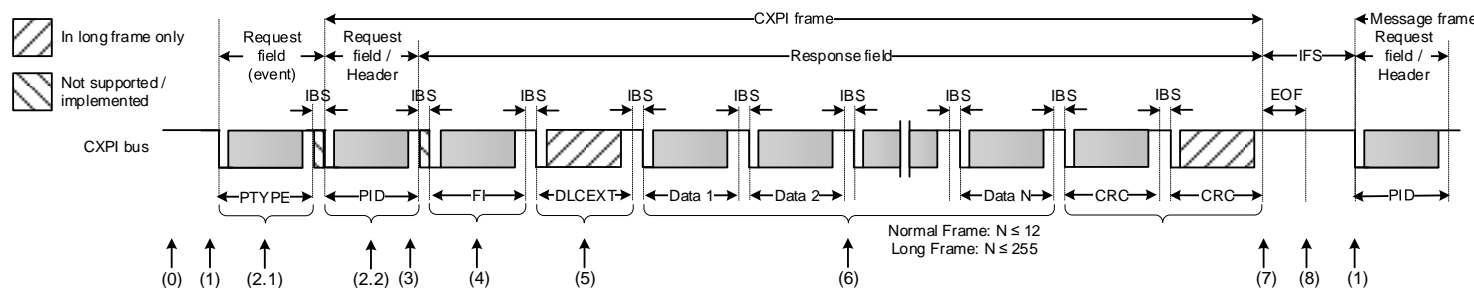 CXPI frame
Message frame
In long frame only
Request
field
(event)
Request
field /
Header
Response field
IFS
Request
field /
Header
Not supported /
implemented
IBS
IBS
IBS
IBS
IBS
IBS
IBS
IBS
IBS
EOF
CXPI bus
PTYPE
PID
FI
DLCEXT
Data 1
Data 2
Data N
CRC
CRC
PID
Normal Frame: N ≤ 12
Long Frame: N ≤ 255
(0)
(1)
(2.1)
(2.2)
(3)
(4)
(5)
(6)
(7)
(8)
(1)